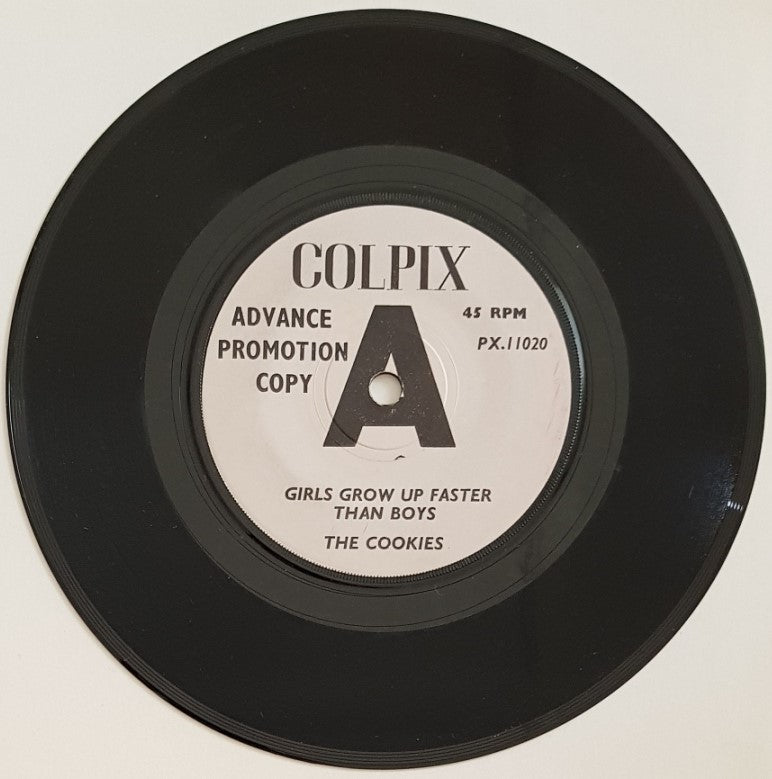 COLPIX
ADVANCE
PROMOTION
COPY
A
45 RPM
PX.11020
GIRLS GROW UP FASTER
THAN BOYS
THE COOKIES